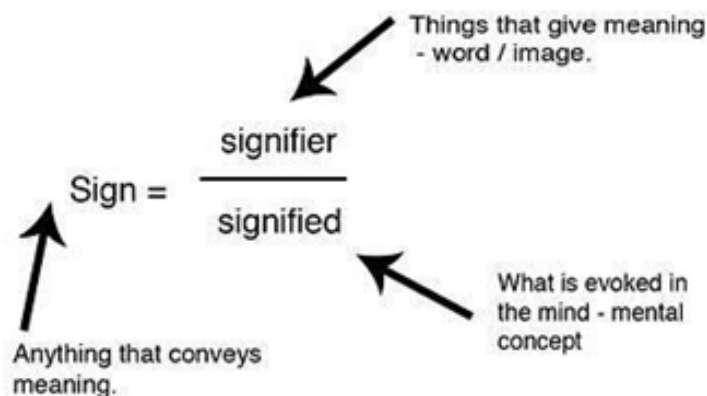 Things that give meaning
- word / image.
signifier
Sign =
signified
What is evoked in
the mind - mental
concept
Anything that conveys
meaning.